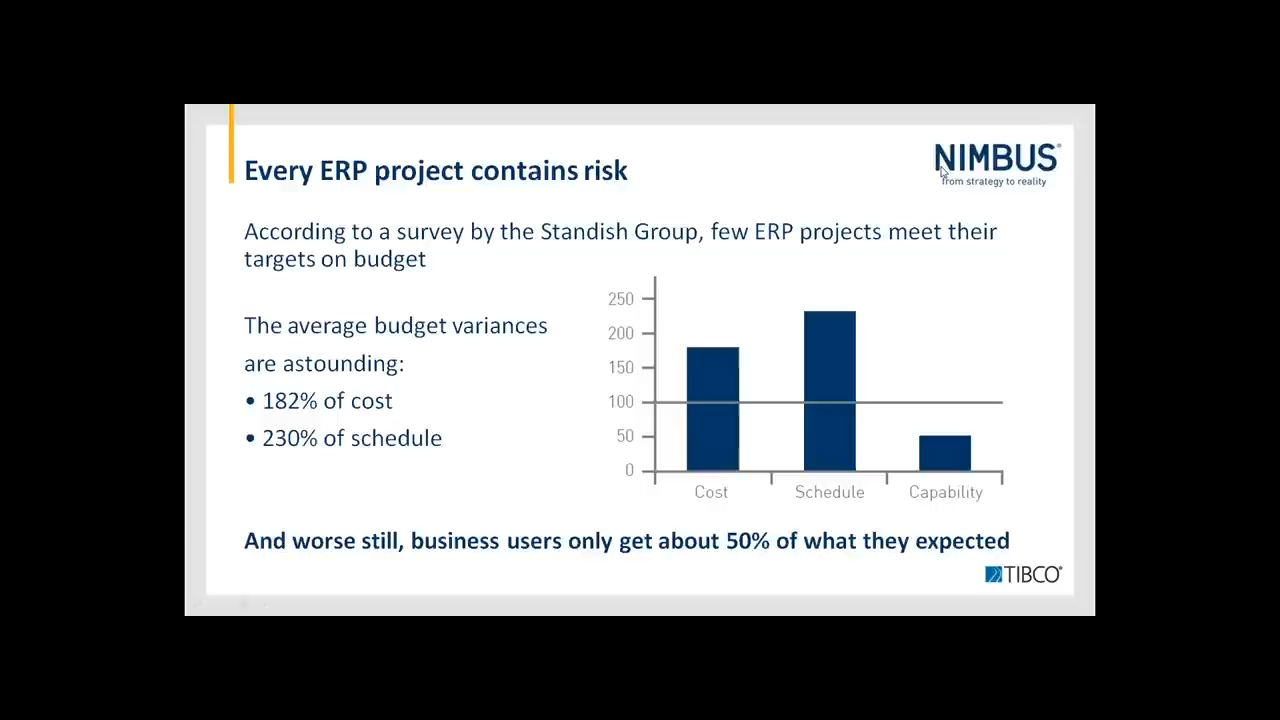 Every ERP project contains risk
NIMBUS®
from strategy to reality
According to a survey by the Standish Group, few ERP projects meet their
targets on budget
The average budget variances
are astounding:
• 182% of cost
• 230% of schedule
250
200
150
100
50
0
Cost Schedule Capability
And worse still, business users only get about 50% of what they expected
TIBCO®